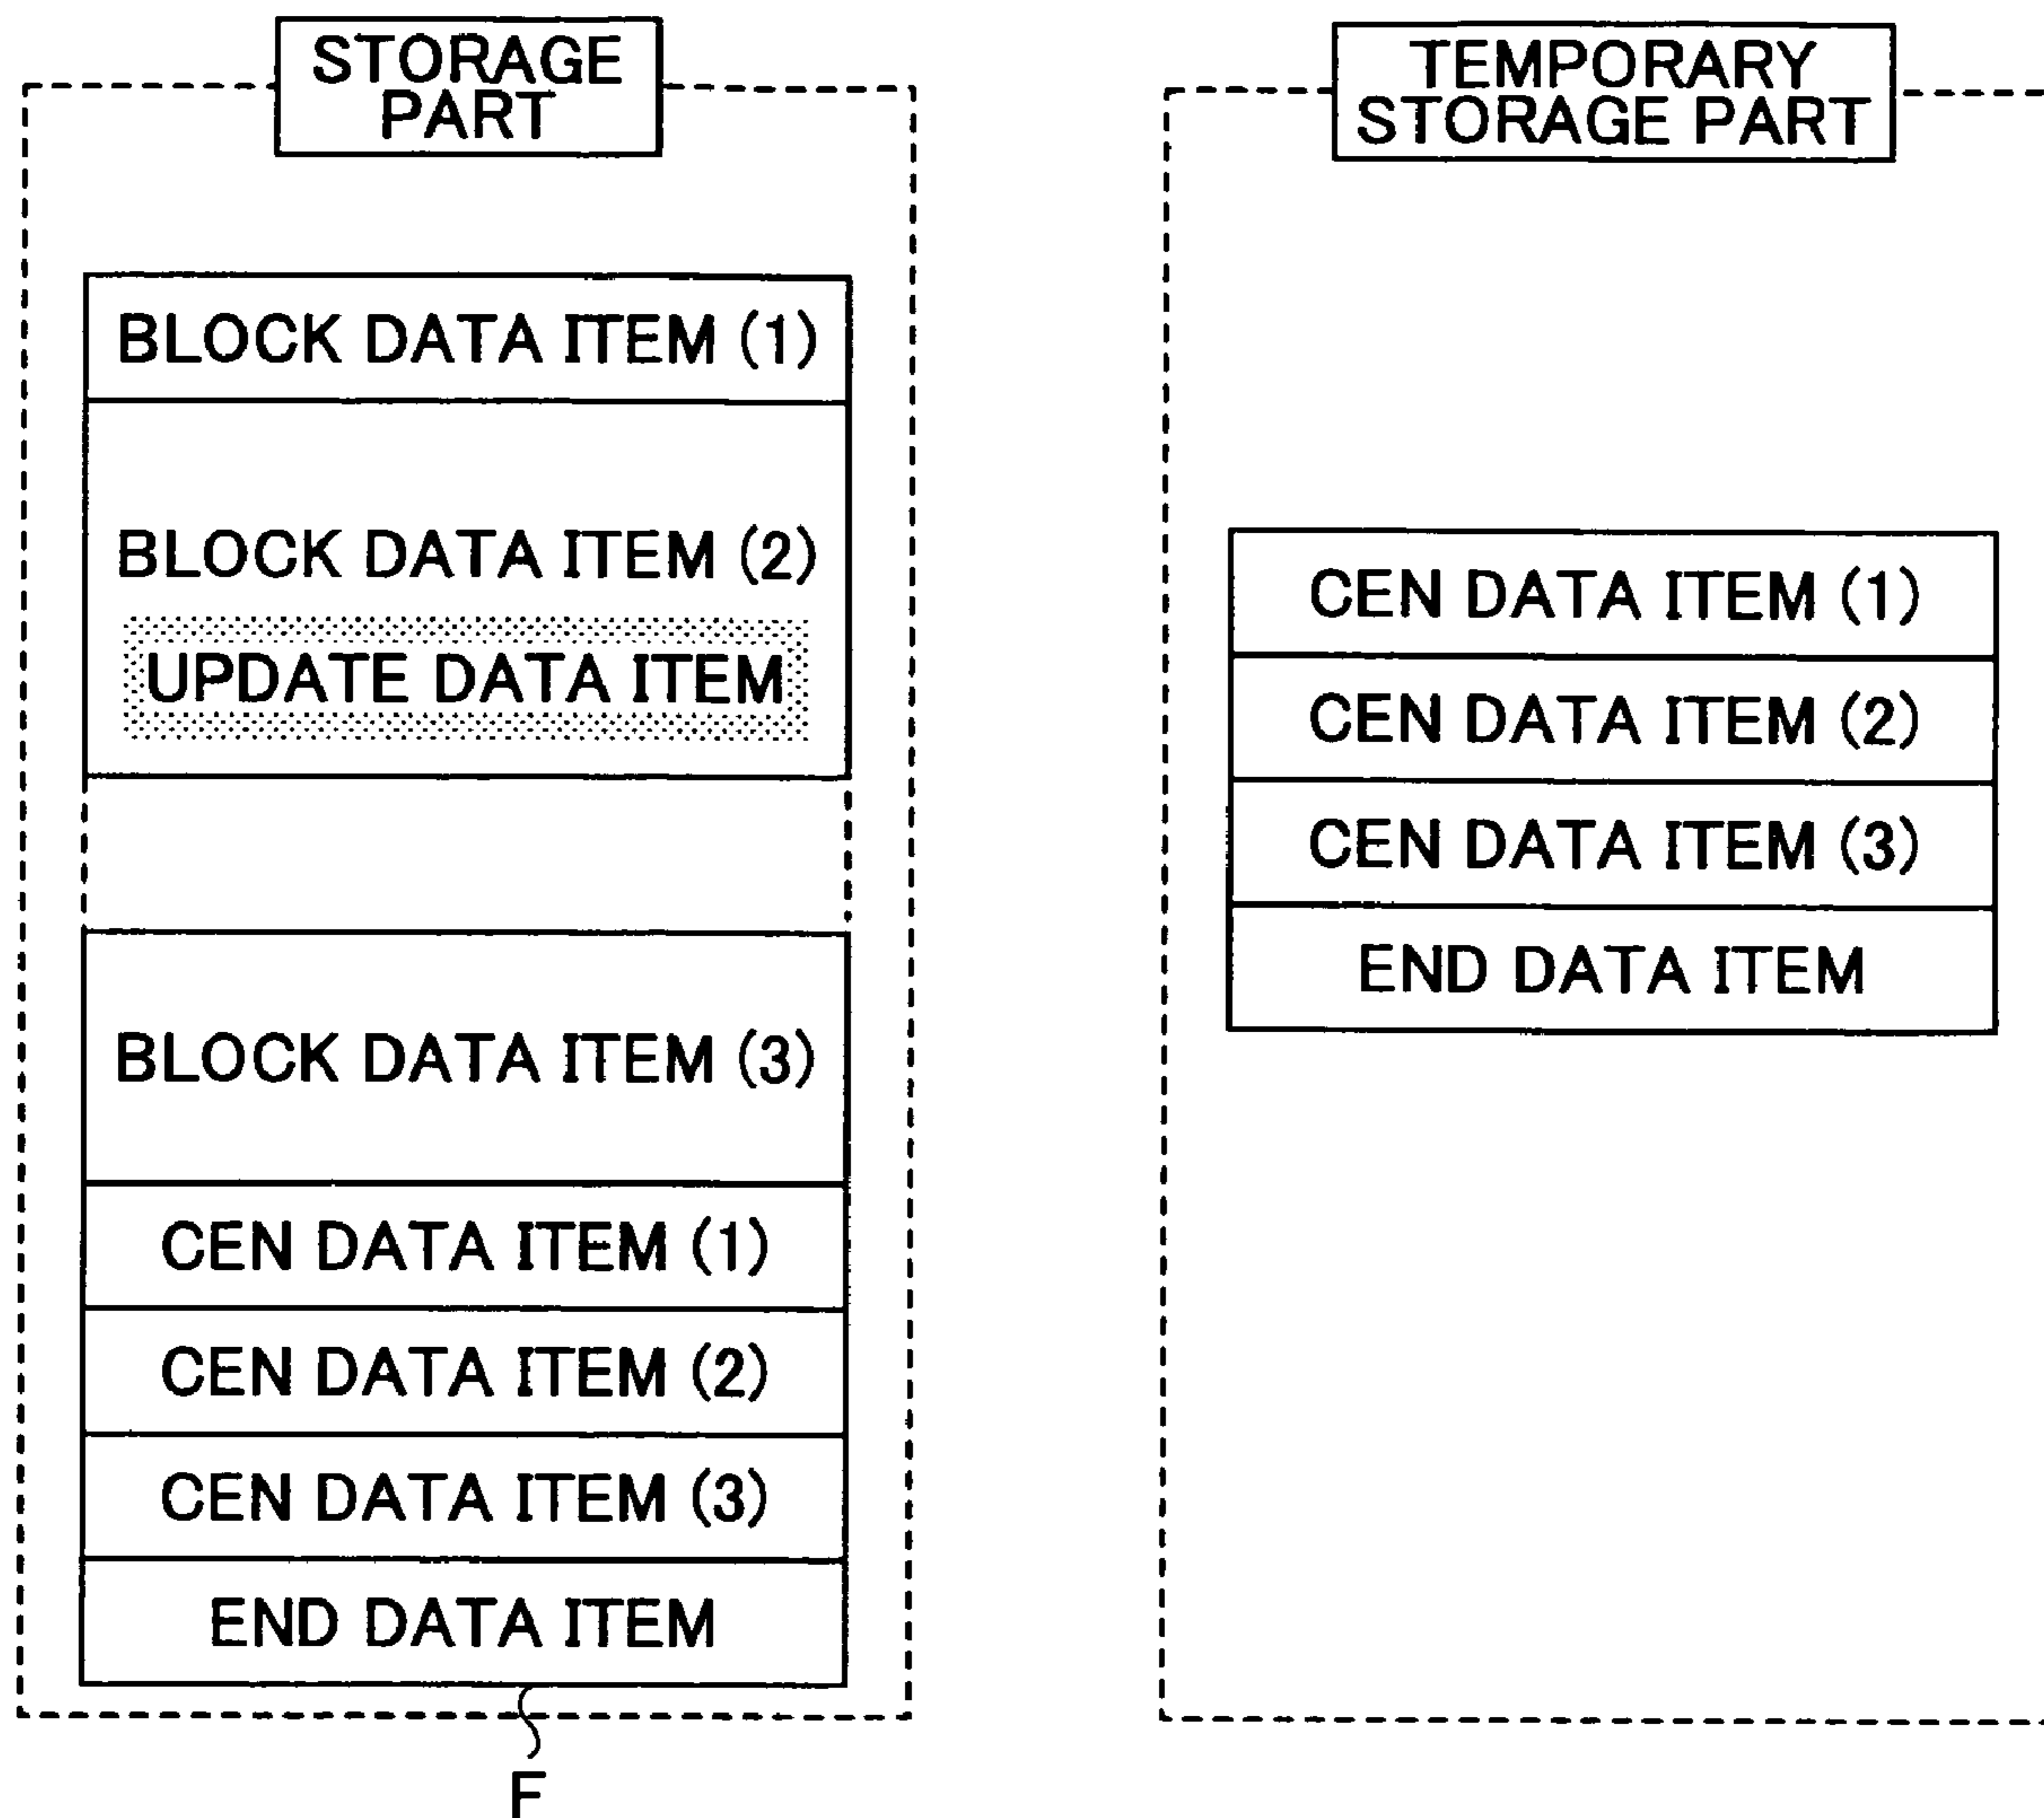 STORAGE
PART
BLOCK DATA ITEM (1)
BLOCK DATA ITEM (2)
UPDATE DATA ITEM
BLOCK DATA ITEM (3)
CEN DATA ITEM (1)
CEN DATA ITEM (2)
CEN DATA ITEM (3)
END DATA ITEM
F
TEMPORARY
STORAGE PART
CEN DATA ITEM (1)
CEN DATA ITEM (2)
CEN DATA ITEM (3)
END DATA ITEM